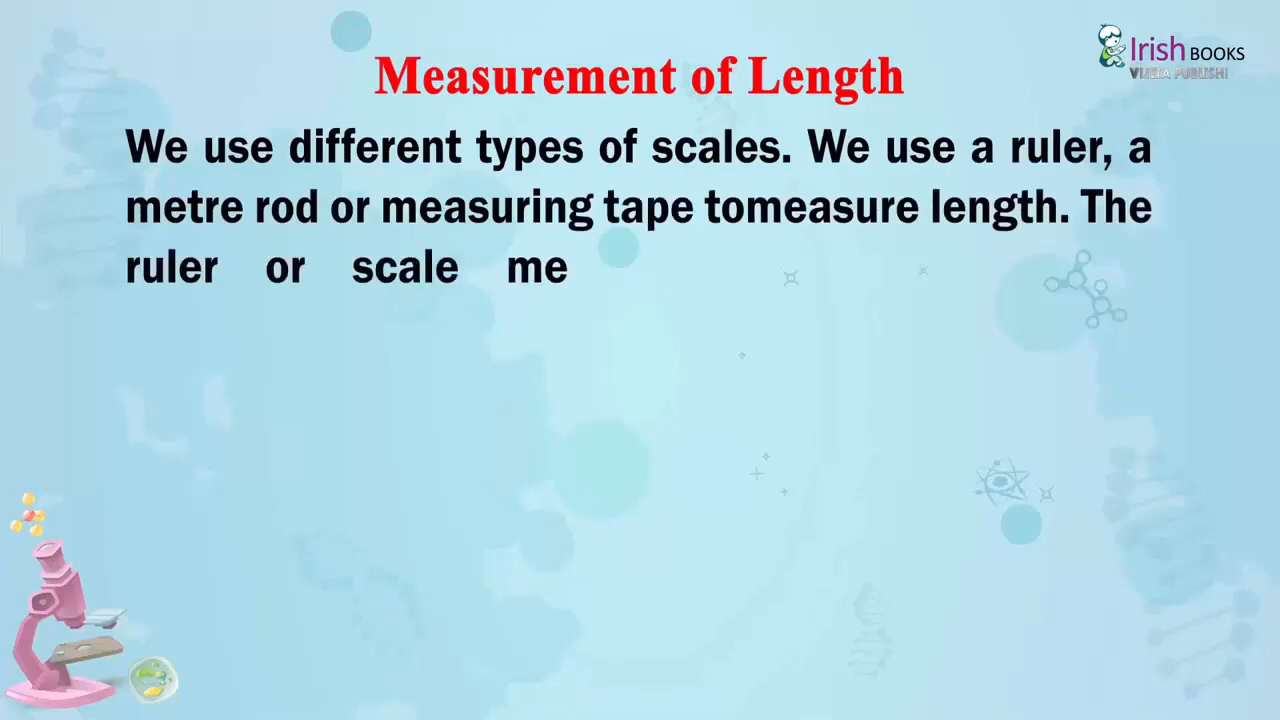 Irish BOOKS
Measurement of Length
We use different types of scales. We use a ruler, a
metre rod or measuring tape tomeasure length. The
ruler or scale me